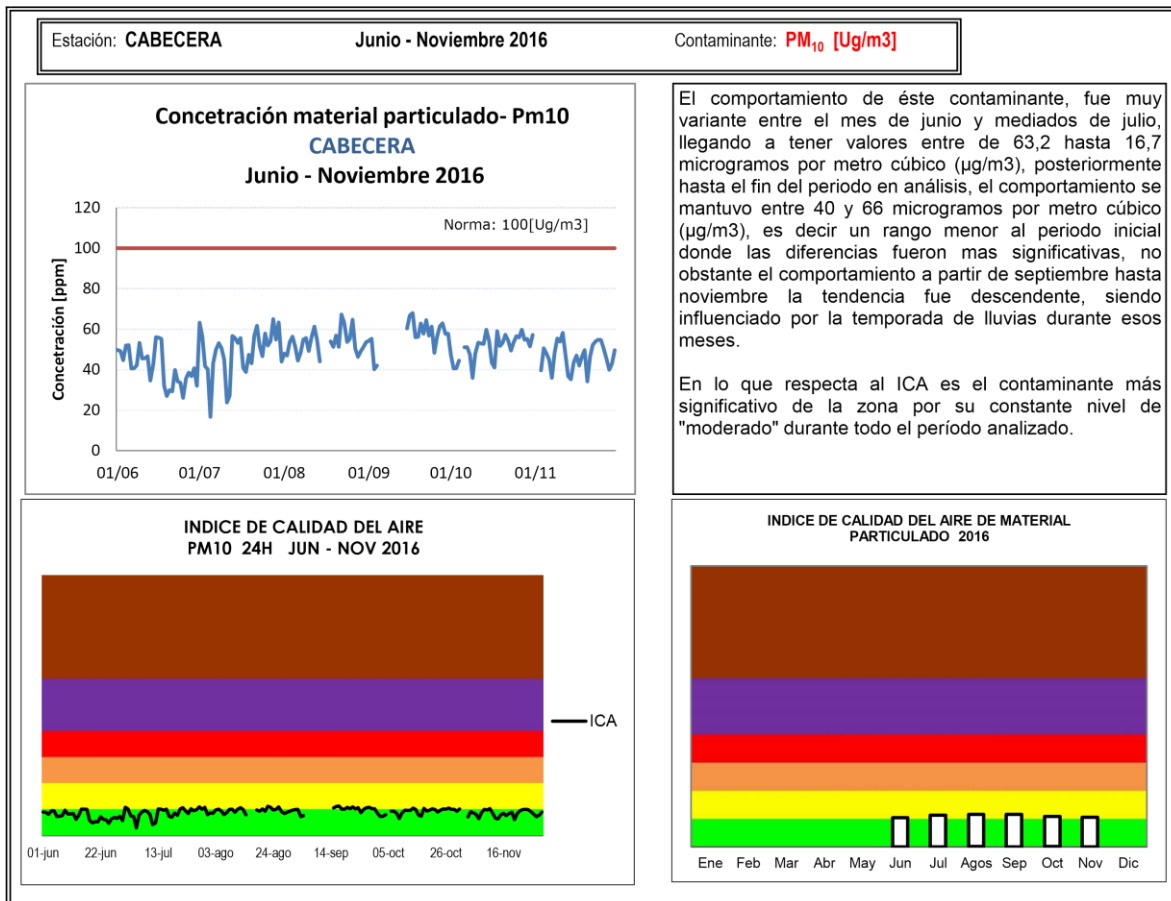 Estación: CABECERA Junio - Noviembre 2016 Contaminante: PM10 [Ug/m3]
Concetración material particulado- Pm10
CABECERA
Junio - Noviembre 2016
Norma: 100[Ug/m3]
Concetración [ppm]
120
100
80
60
40
20
0
01/06 01/07 01/08 01/09 01/10 01/11
El comportamiento de éste contaminante, fue muy
variante entre el mes de junio y mediados de julio,
llegando a tener valores entre de 63,2 hasta 16,7
microgramos por metro cúbico (µg/m3), posteriormente
hasta el fin del periodo en análisis, el comportamiento se
mantuvo entre 40 y 66 microgramos por metro cúbico
(µg/m3), es decir un rango menor al periodo inicial
donde las diferencias fueron mas significativas, no
obstante el comportamiento a partir de septiembre hasta
noviembre la tendencia fue descendente, siendo
influenciado por la temporada de lluvias durante esos
meses.
En lo que respecta al ICA es el contaminante más
significativo de la zona por su constante nivel de
"moderado" durante todo el período analizado.
INDICE DE CALIDAD DEL AIRE
PM10 24H JUN - NOV 2016
ICA
01-jun 22-jun 13-jul 03-ago 24-ago 14-sep 05-oct 26-oct 16-nov
INDICE DE CALIDAD DEL AIRE DE MATERIAL
PARTICULADO 2016
Ene Feb Mar Abr May Jun Jul Agos Sep Oct Nov Dic